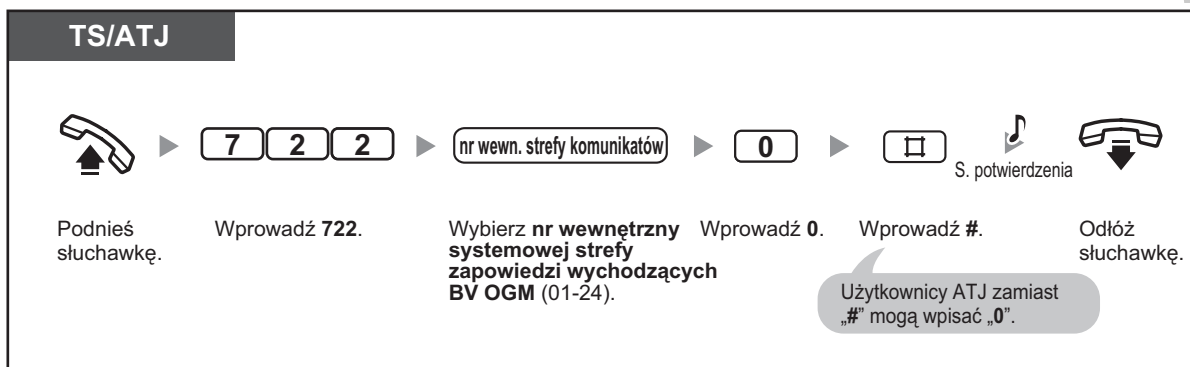 TS/ATJ
7 2 2
nr wewn. strefy komunikatów
0
S. potwierdzenia
Podnieś
słuchawkę.
Wprowadź 722.
Wybierz nr wewnętrzny
systemowej strefy
zapowiedzi wychodzących
BV OGM (01-24).
Wprowadź 0.
Wprowadź #.
Użytkownicy ATJ zamiast
„#” mogą wpisać „0”.
Odłóż
słuchawkę.